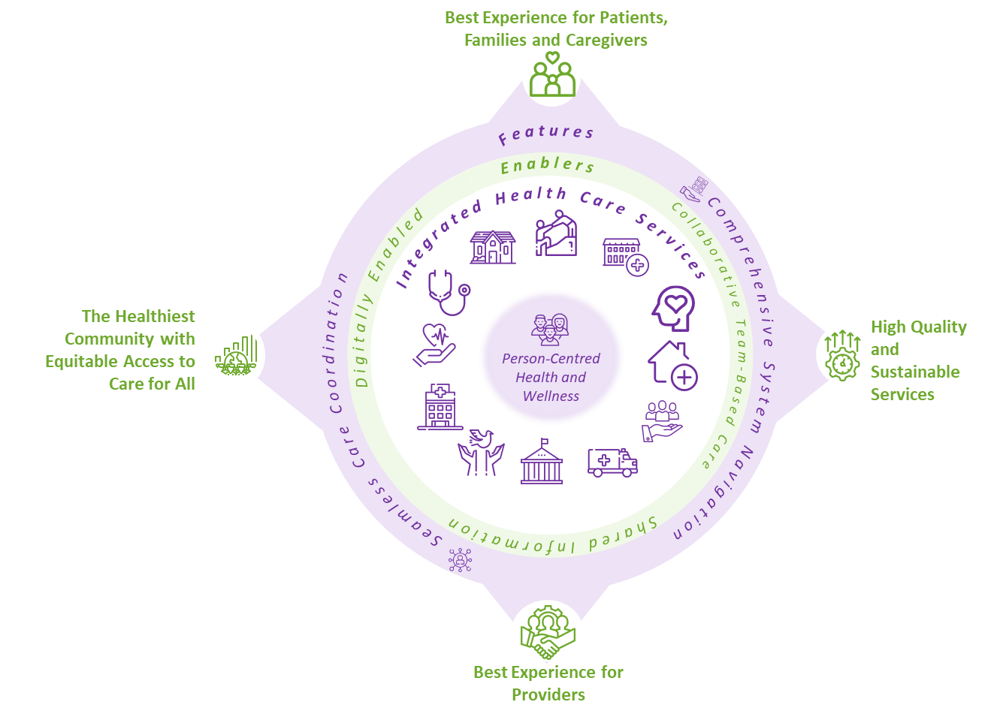 Best Experience for Patients,
Families and Caregivers
Features
Enablers
Integrated Health Care Services
Digitally Enabled
Collaborative Team-Based Care
Comprehensive System Navigation
Seamless Care Coordination
Shared Information
The Healthiest
Community with
Equitable Access to
Care for All
Person-Centred
Health and
Wellness
High Quality
and
Sustainable
Services
Best Experience for
Providers